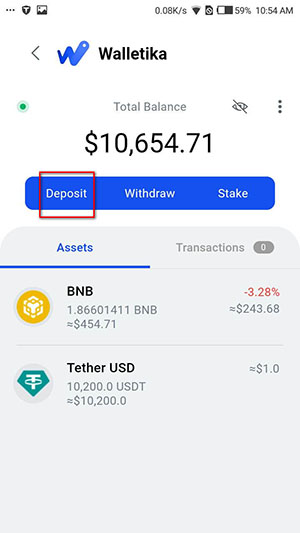 ... 0.08K/s 59% 10:54 AM
Walletika
Total Balance
$10,654.71
Deposit Withdraw Stake
Assets Transactions 0
BNB -3.28%
1.86601411 BNB ≈$243.68
≈$454.71
Tether USD ≈$1.0
10,200.0 USDT
≈$10,200.0